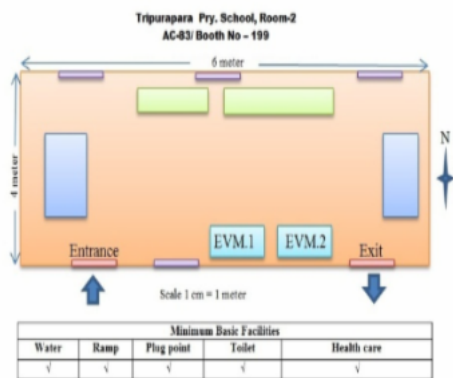 Tripurapara Pry. School, Room-2
AC-83/ Booth No – 199
6 meter
4 meter
N
EVM.1 EVM.2
Entrance Exit
Scale 1 cm = 1 meter
Minimum Basic Facilities
Water Ramp Plug point Toilet Health care
√ √ √ √ √